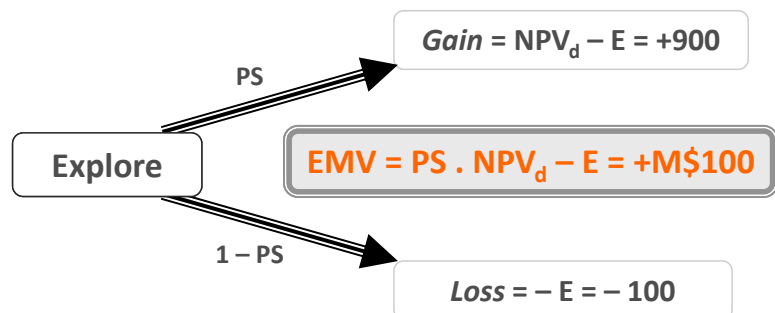 Gain = NPVd – E = +900
PS
Explore
EMV = PS . NPVd – E = +M$100
1 – PS
Loss = – E = – 100